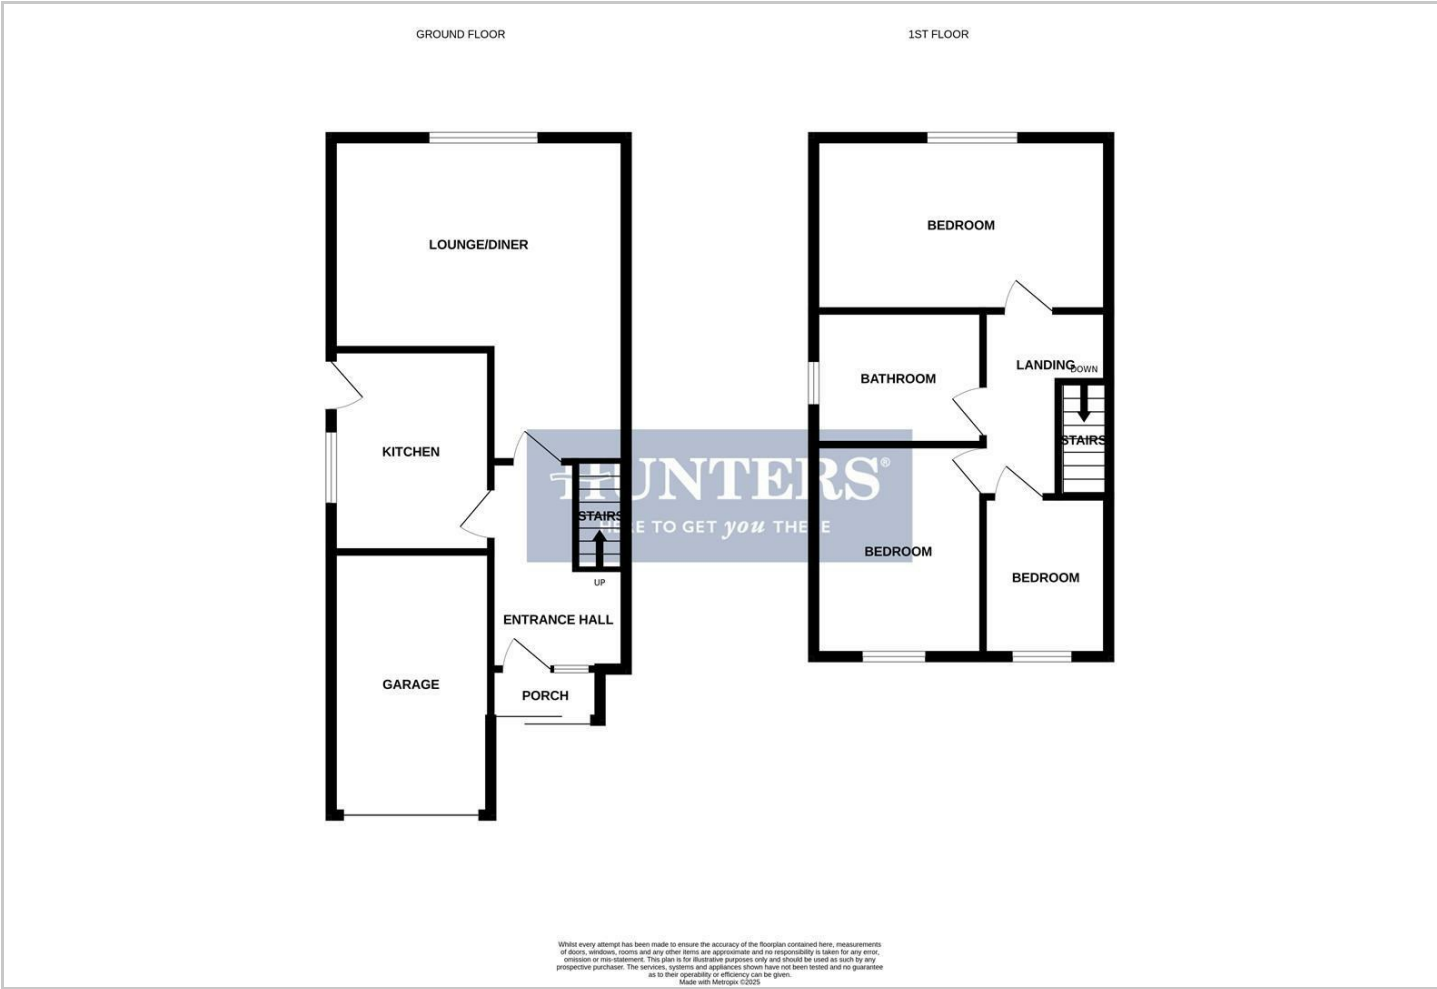 GROUND FLOOR
1ST FLOOR
LOUNGE/DINER
KITCHEN
STAIRS
UP
ENTRANCE HALL
GARAGE
PORCH
BEDROOM
LANDING
DOWN
BATHROOM
STAIRS
BEDROOM
BEDROOM
HUNTERS®
HERE TO GET you THERE
Whilst every attempt has been made to ensure the accuracy of the floorplan contained here, measurements
of doors, windows, rooms and any other items are approximate and no responsibility is taken for any error,
omission or mis-statement. This plan is for illustrative purposes only and should be used as such by any
prospective purchaser. The services, systems and appliances shown have not been tested and no guarantee
as to their operability or efficiency can be given.
Made with Metropix ©2025